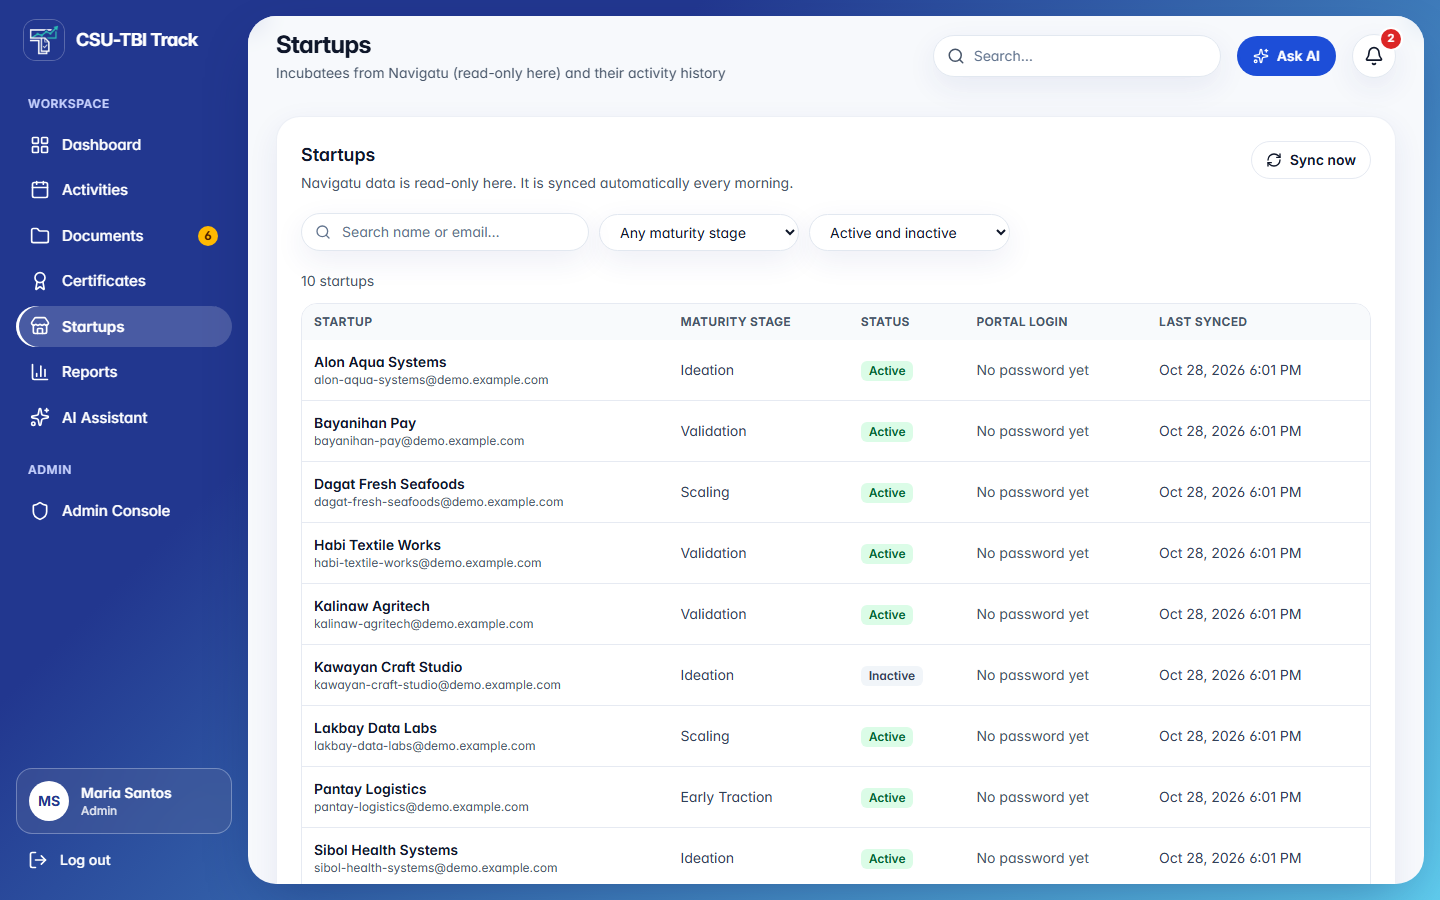 CSU-TBI Track
WORKSPACE
Dashboard
Activities
Documents
6
Certificates
Startups
Reports
AI Assistant
ADMIN
Admin Console
MS
Maria Santos
Admin
Log out
Startups
Incubatees from Navigatu (read-only here) and their activity history
Search...
Ask AI
2
Startups
Navigatu data is read-only here. It is synced automatically every morning.
Sync now
Search name or email...
Any maturity stage
Active and inactive
10 startups
STARTUP MATURITY STAGE STATUS PORTAL LOGIN LAST SYNCED
Alon Aqua Systems
alon-aqua-systems@demo.example.com
Ideation Active No password yet Oct 28, 2026 6:01 PM
Bayanihan Pay
bayanihan-pay@demo.example.com
Validation Active No password yet Oct 28, 2026 6:01 PM
Dagat Fresh Seafoods
dagat-fresh-seafoods@demo.example.com
Scaling Active No password yet Oct 28, 2026 6:01 PM
Habi Textile Works
habi-textile-works@demo.example.com
Validation Active No password yet Oct 28, 2026 6:01 PM
Kalinaw Agritech
kalinaw-agritech@demo.example.com
Validation Active No password yet Oct 28, 2026 6:01 PM
Kawayan Craft Studio
kawayan-craft-studio@demo.example.com
Ideation Inactive No password yet Oct 28, 2026 6:01 PM
Lakbay Data Labs
lakbay-data-labs@demo.example.com
Scaling Active No password yet Oct 28, 2026 6:01 PM
Pantay Logistics
pantay-logistics@demo.example.com
Early Traction Active No password yet Oct 28, 2026 6:01 PM
Sibol Health Systems
sibol-health-systems@demo.example.com
Ideation Active No password yet Oct 28, 2026 6:01 PM